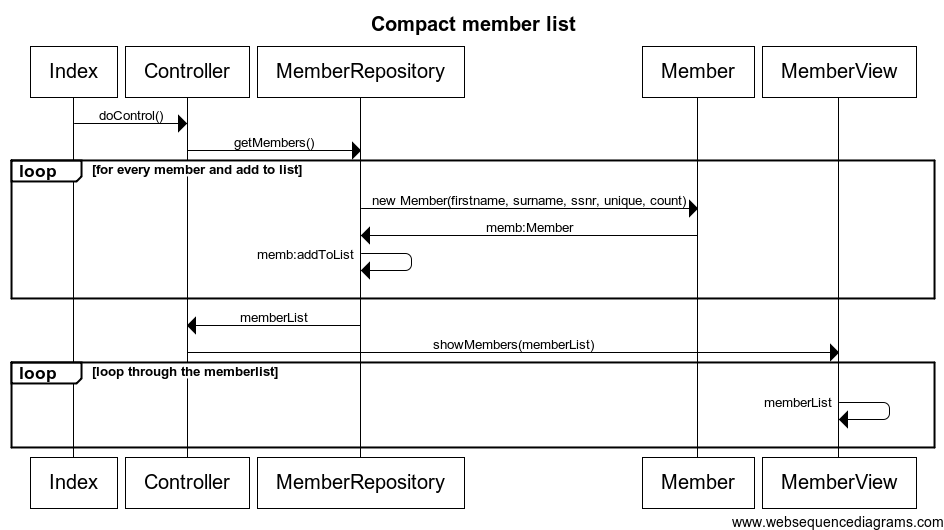 Compact member list
Index Controller MemberRepository Member MemberView
doControl()
getMembers()
loop [for every member and add to list]
new Member(firstname, surname, ssnr, unique, count)
memb:Member
memb:addToList
memberList
showMembers(memberList)
loop [loop through the memberlist]
memberList
Index Controller MemberRepository Member MemberView
www.websequencediagrams.com